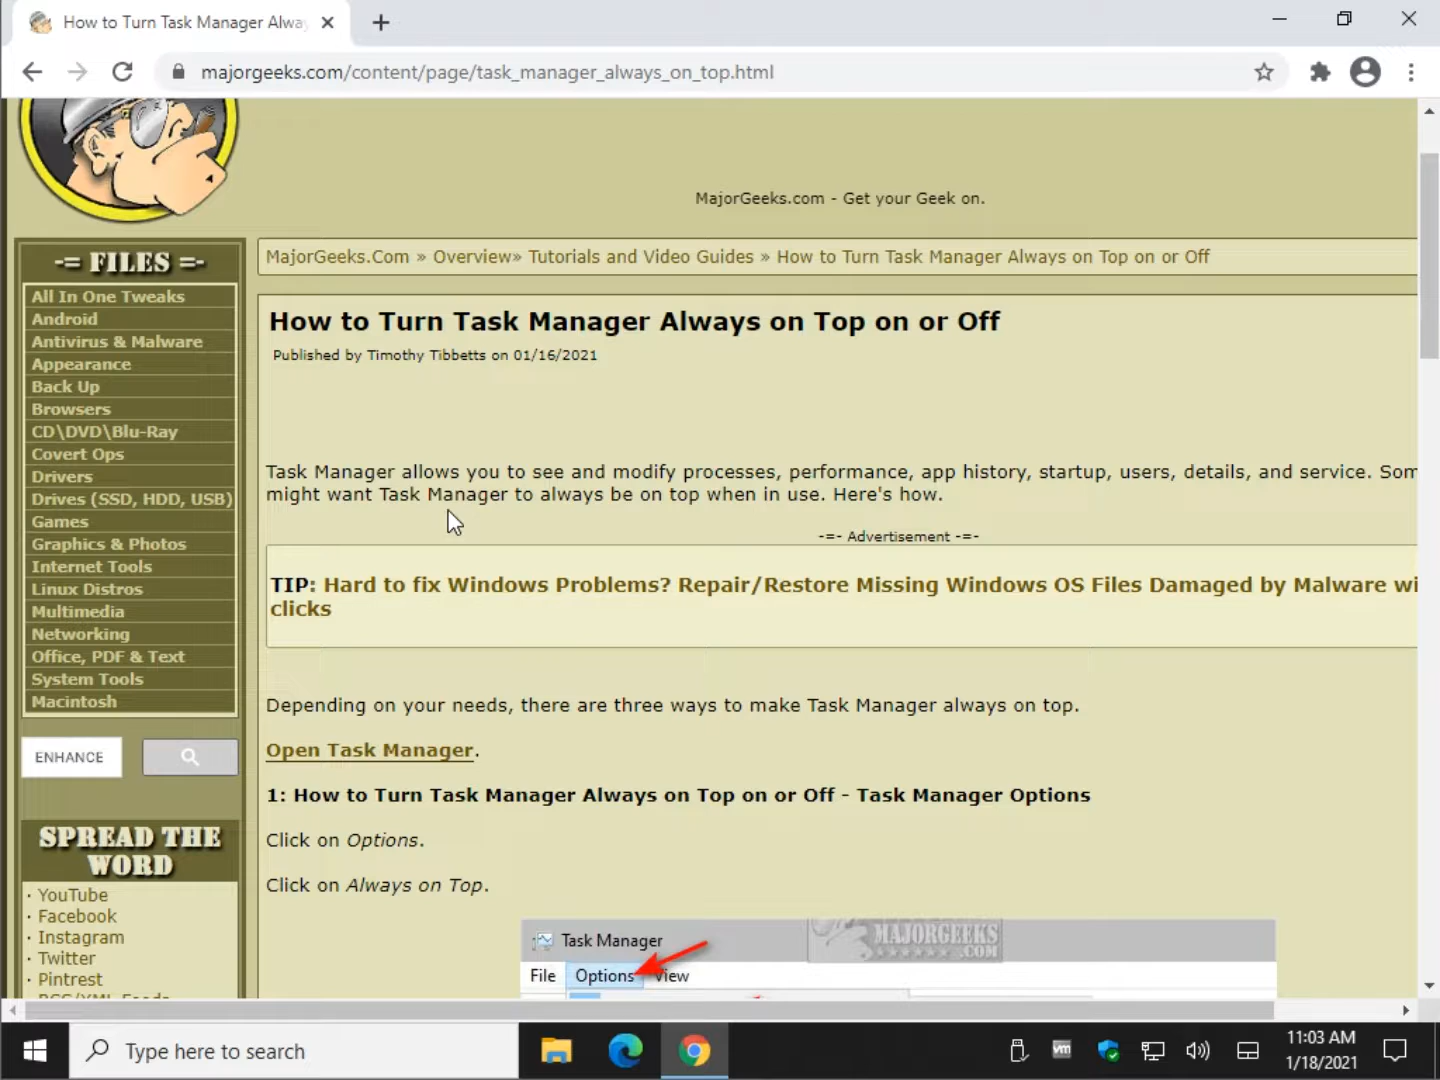 How to Turn Task Manager Alway
majorgeeks.com/content/page/task_manager_always_on_top.html
MajorGeeks.com - Get your Geek on.
-= FILES =-
All In One Tweaks
Android
Antivirus & Malware
Appearance
Back Up
Browsers
CD\DVD\Blu-Ray
Covert Ops
Drivers
Drives (SSD, HDD, USB)
Games
Graphics & Photos
Internet Tools
Linux Distros
Multimedia
Networking
Office, PDF & Text
System Tools
Macintosh
ENHANCE
SPREAD THE
WORD
· YouTube
· Facebook
· Instagram
· Twitter
· Pintrest
MajorGeeks.Com » Overview» Tutorials and Video Guides » How to Turn Task Manager Always on Top on or Off
How to Turn Task Manager Always on Top on or Off
Published by Timothy Tibbetts on 01/16/2021
Task Manager allows you to see and modify processes, performance, app history, startup, users, details, and service. Som
might want Task Manager to always be on top when in use. Here's how.
-=- Advertisement -=-
TIP: Hard to fix Windows Problems? Repair/Restore Missing Windows OS Files Damaged by Malware wi
clicks
Depending on your needs, there are three ways to make Task Manager always on top.
Open Task Manager.
1: How to Turn Task Manager Always on Top on or Off - Task Manager Options
Click on Options.
Click on Always on Top.
Task Manager
MAJORGEEKS
.COM
File Options View
Type here to search
vm
11:03 AM
1/18/2021